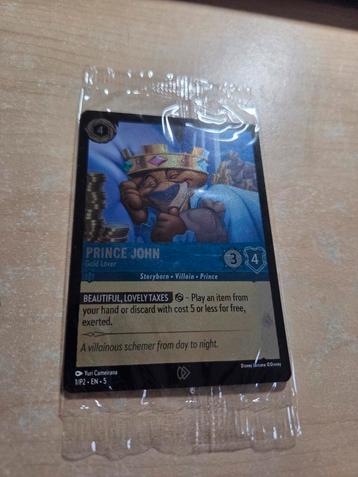 4
PRINCE JOHN
Gold Lover
3 4
Storyborn • Villain • Prince
BEAUTIFUL, LOVELY TAXES - Play an item from
your hand or discard with cost 5 or less for free,
exerted.
A villainous schemer from day to night.
Yuri Cameirana
1/P2 • EN • 5
Disney Lorcana ©Disney